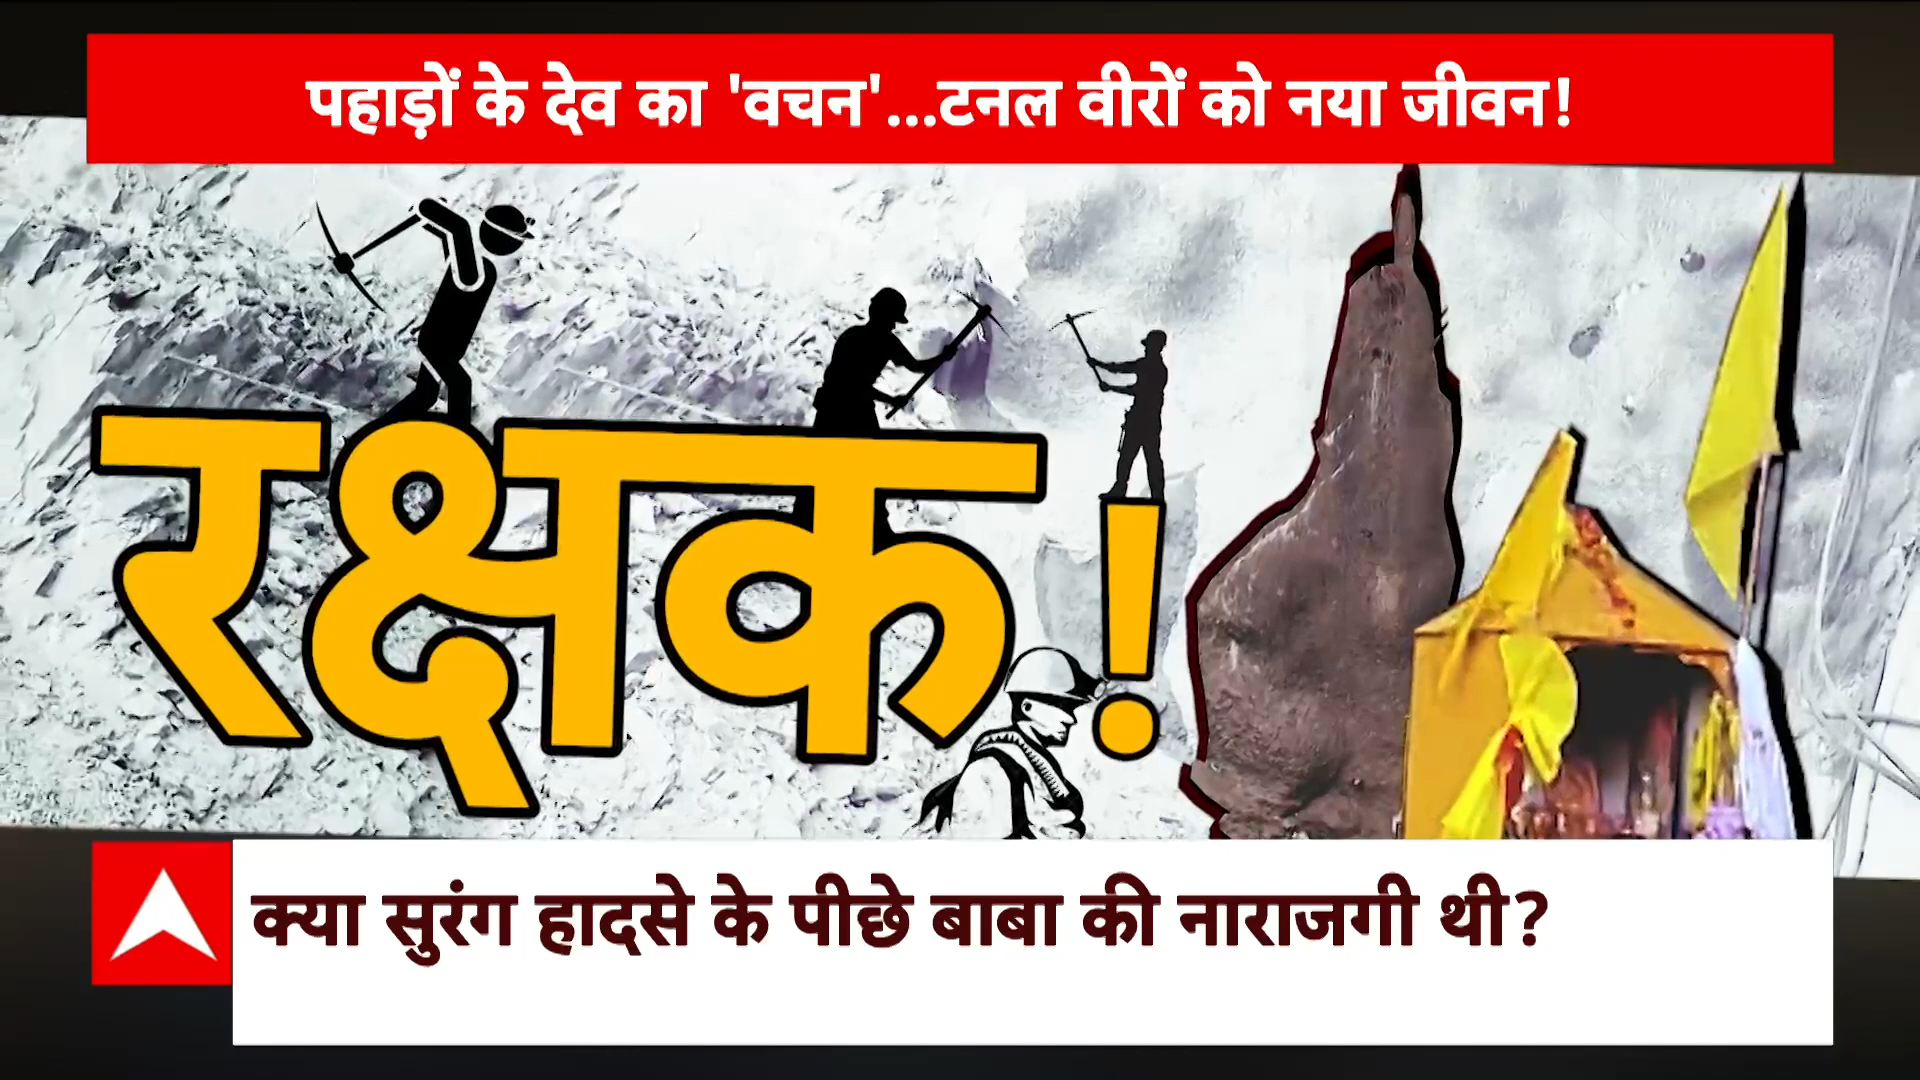 पहाड़ों के देव का 'वचन'...टनल वीरों को नया जीवन!
रक्षक!
क्या सुरंग हादसे के पीछे बाबा की नाराजगी थी?